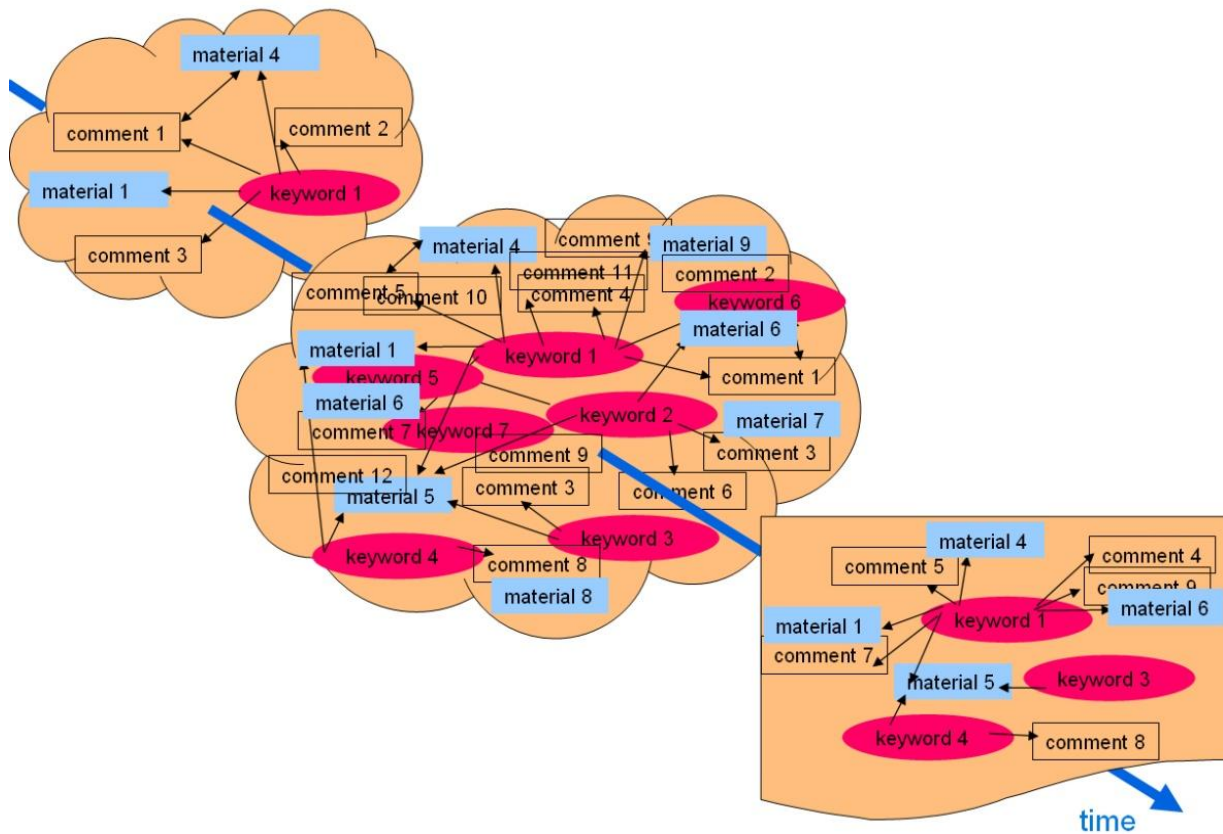 material 4
comment 1
comment 2
material 1
keyword 1
comment 3
material 4
comment 9
material 9
comment 11
comment 2
comment 5
comment 10
comment 4
keyword 6
material 6
material 1
keyword 1
keyword 5
comment 1
material 6
keyword 2
material 7
comment 7
keyword 7
comment 9
comment 3
comment 12
material 5
comment 3
comment 6
keyword 4
keyword 3
comment 8
material 8
material 4
comment 4
comment 5
comment 9
material 6
material 1
keyword 1
comment 7
material 5
keyword 3
keyword 4
comment 8
time